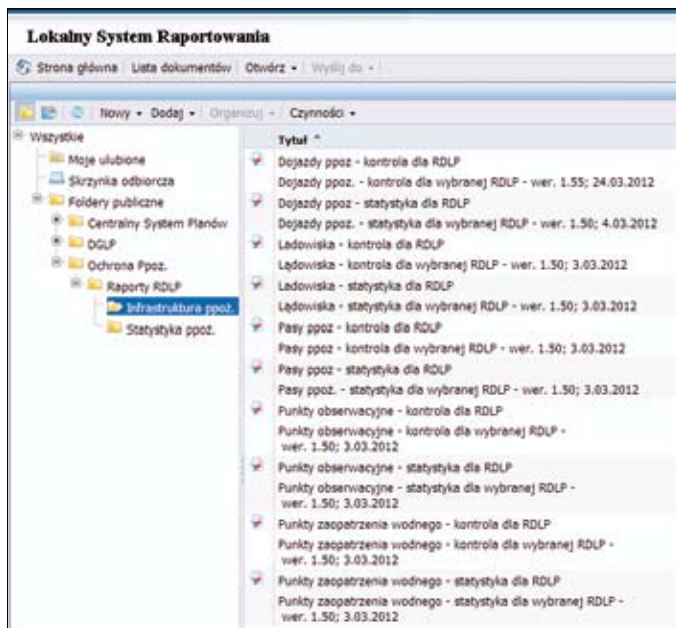 Lokalny System Raportowania
Strona główna Lista dokumentów Otwórz Wyślij do
Nowy Dodaj Organizuj Czynności
Wszystkie
Moje ulubione
Skrzynka odbiorcza
Foldery publiczne
Centralny System Planów
DGLP
Ochrona Ppoż.
Raporty RDLP
Infrastruktura ppoż.
Statystyka ppoż.
Tytuł
Dojazdy ppoz - kontrola dla RDLP
Dojazdy ppoz. - kontrola dla wybranej RDLP - wer. 1.55; 24.03.2012
Dojazdy ppoz - statystyka dla RDLP
Dojazdy ppoz. - statystyka dla wybranej RDLP - wer. 1.50; 4.03.2012
Ladowiska - kontrola dla RDLP
Lądowiska - kontrola dla wybranej RDLP - wer. 1.50; 3.03.2012
Ladowiska - statystyka dla RDLP
Lądowiska - statystyka dla wybranej RDLP - wer. 1.50; 3.03.2012
Pasy ppoz - kontrola dla RDLP
Pasy ppoz - kontrola dla wybranej RDLP - wer. 1.50; 3.03.2012
Pasy ppoz - statystyka dla RDLP
Pasy ppoż. - statystyka dla wybranej RDLP - wer. 1.50; 3.03.2012
Punkty obserwacyjne - kontrola dla RDLP
Punkty obserwacyjne - kontrola dla wybranej RDLP -
wer. 1.50; 3.03.2012
Punkty obserwacyjne - statystyka dla RDLP
Punkty obserwacyjne - statystyka dla wybranej RDLP -
wer. 1.50; 3.03.2012
Punkty zaopatrzenia wodnego - kontrola dla RDLP
Punkty zaopatrzenia wodnego - kontrola dla wybranej RDLP -
wer. 1.50; 3.03.2012
Punkty zaopatrzenia wodnego - statystyka dla RDLP
Punkty zaopatrzenia wodnego - statystyka dla wybranej RDLP -
wer. 1.50; 3.03.2012